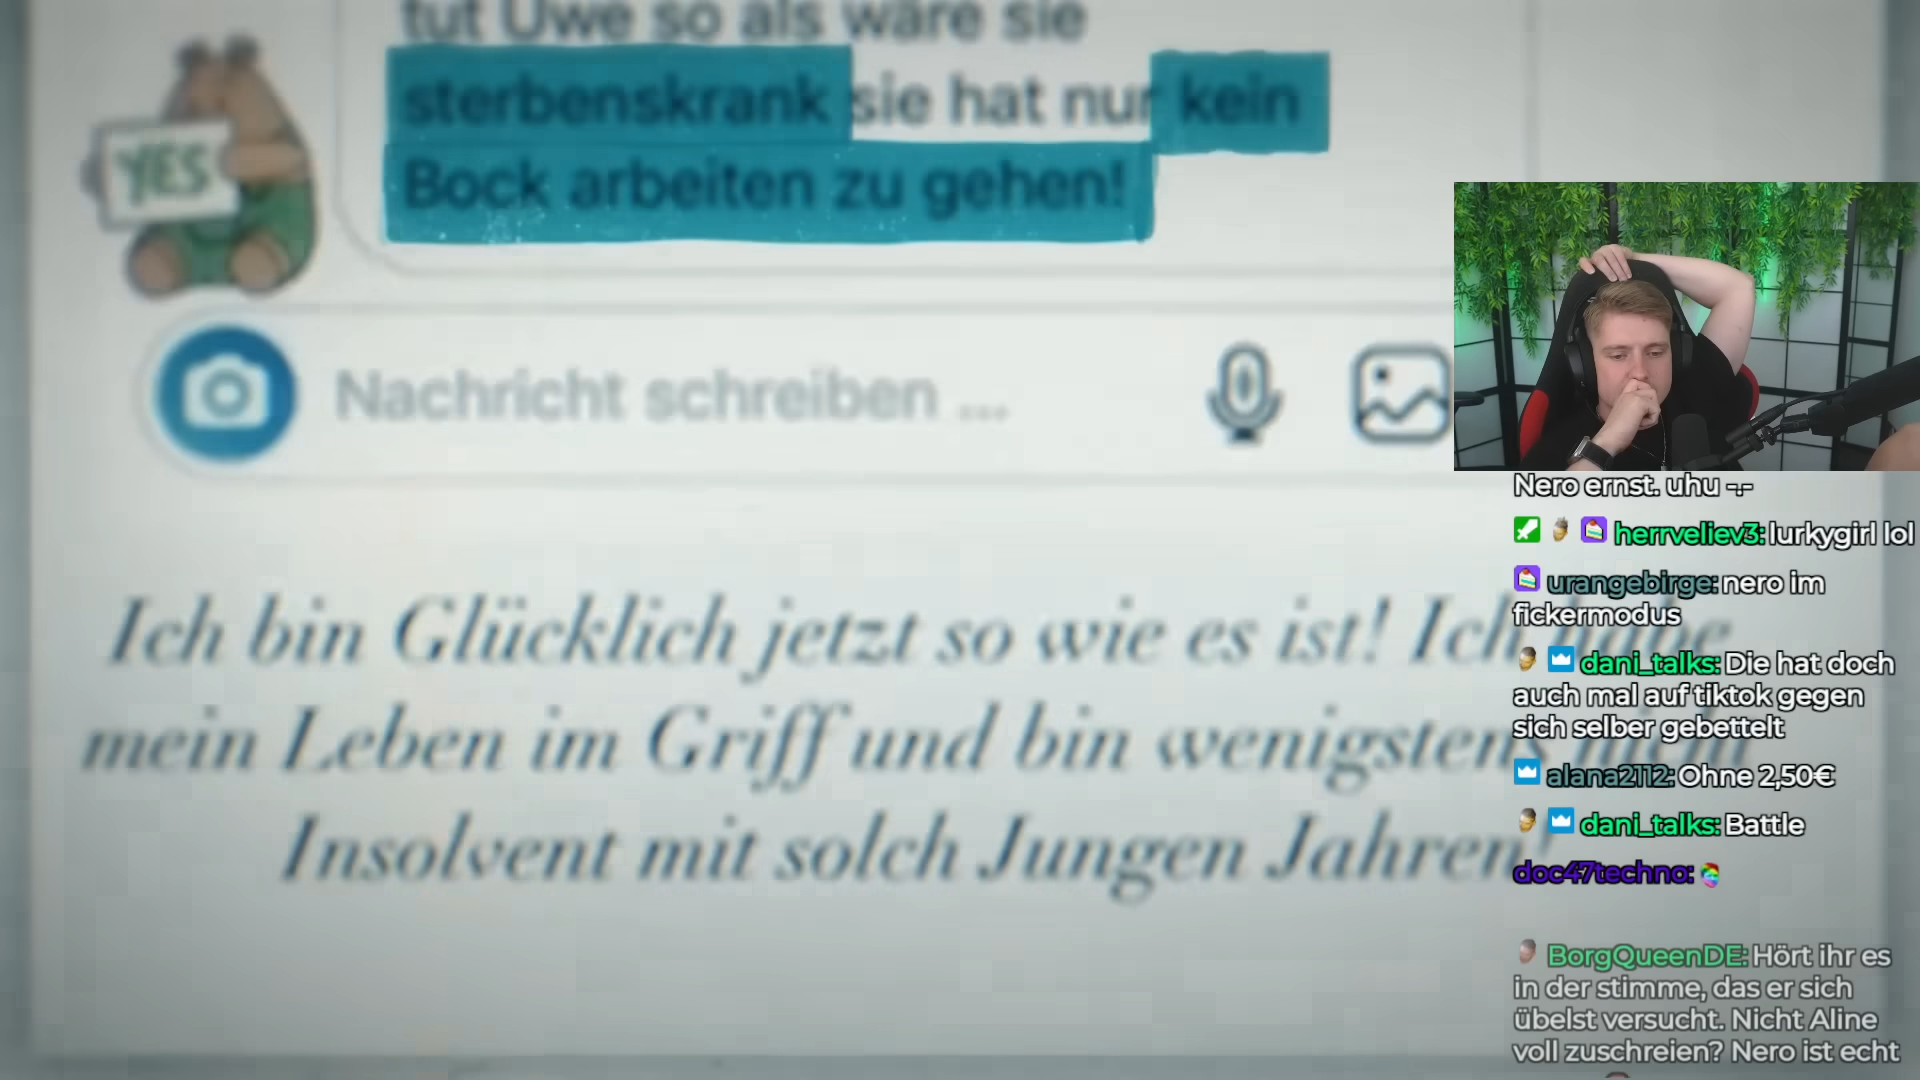 tut Uwe so als wäre sie
sterbenskrank sie hat nur kein
Bock arbeiten zu gehen!
YES
Nachricht schreiben ...
Ich bin Glücklich jetzt so wie es ist! Ich habe
mein Leben im Griff und bin wenigstens nicht
Insolvent mit solch Jungen Jahren!
Nero ernst. uhu -.-
herrveliev3: lurkygirl lol
urangebirge: nero im
fickermodus
dani_talks: Die hat doch
auch mal auf tiktok gegen
sich selber gebettelt
alana2112: Ohne 2,50€
dani_talks: Battle
doc47techno:
BorgQueenDE: Hört ihr es
in der stimme, das er sich
übelst versucht. Nicht Aline
voll zuschreien? Nero ist echt